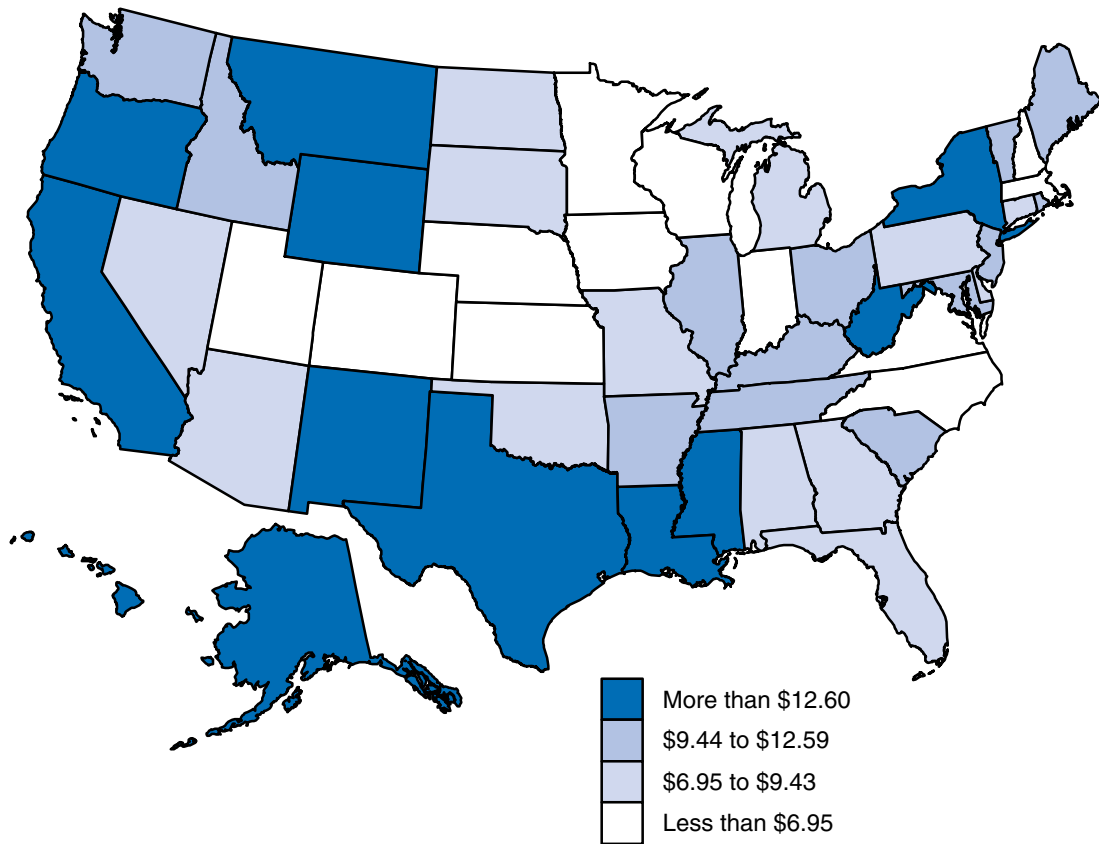 More than $12.60
$9.44 to $12.59
$6.95 to $9.43
Less than $6.95